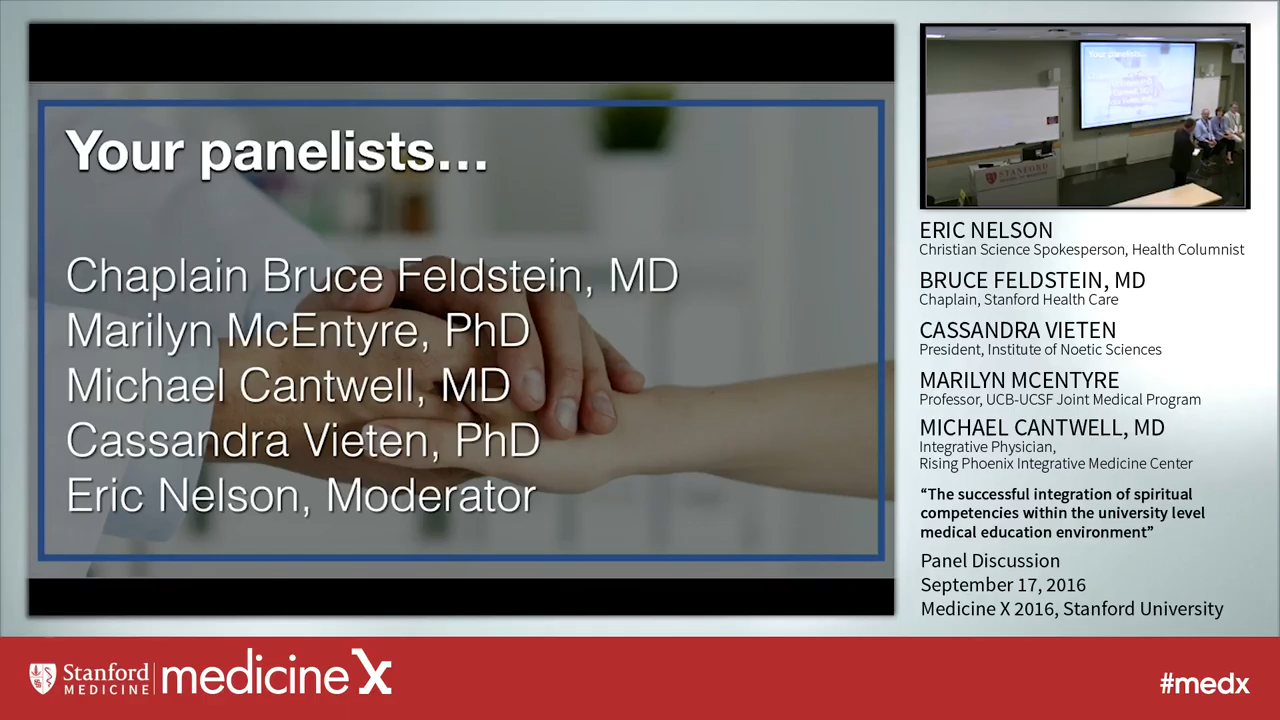 Your panelists...
Chaplain Bruce Feldstein, MD
Marilyn McEntyre, PhD
Michael Cantwell, MD
Cassandra Vieten, PhD
Eric Nelson, Moderator
Your panelists...
STANFORD
ERIC NELSON
Christian Science Spokesperson, Health Columnist
BRUCE FELDSTEIN, MD
Chaplain, Stanford Health Care
CASSANDRA VIETEN
President, Institute of Noetic Sciences
MARILYN MCENTYRE
Professor, UCB-UCSF Joint Medical Program
MICHAEL CANTWELL, MD
Integrative Physician,
Rising Phoenix Integrative Medicine Center
“The successful integration of spiritual
competencies within the university level
medical education environment”
Panel Discussion
September 17, 2016
Medicine X 2016, Stanford University
Stanford
MEDICINE
medicine X
#medx